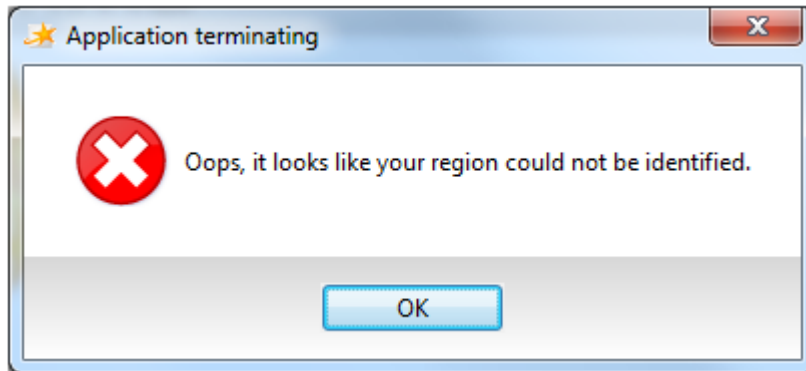 Application terminating
Oops, it looks like your region could not be identified.
OK